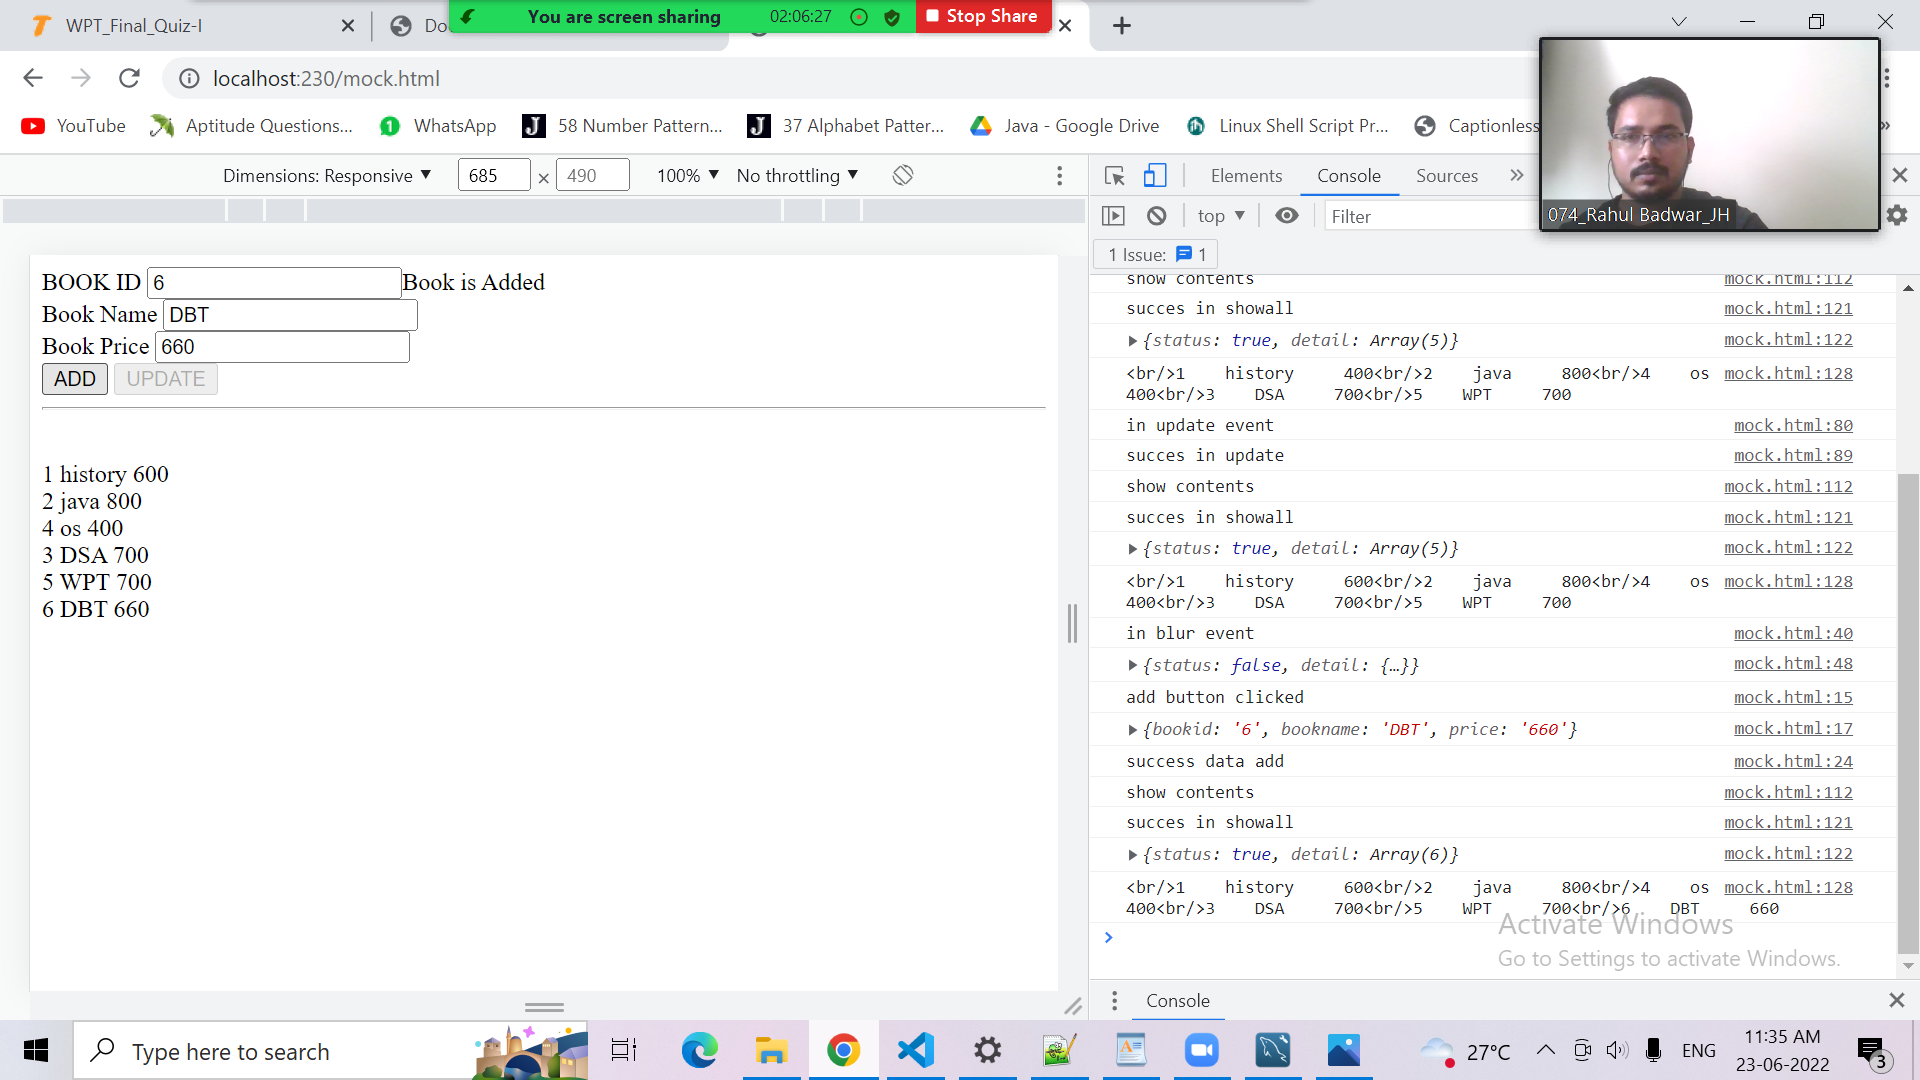 WPT_Final_Quiz-I
Do
You are screen sharing
02:06:27
Stop Share
localhost:230/mock.html
YouTube
Aptitude Questions...
WhatsApp
58 Number Pattern...
37 Alphabet Patter...
Java - Google Drive
Linux Shell Script Pr...
Captionless
»
Dimensions: Responsive ▼
685 × 490
100% ▼
No throttling ▼
Elements
Console
Sources
»
top ▼
Filter
074_Rahul Badwar_JH
1 Issue: 1
BOOK ID 6 Book is Added
Book Name DBT
Book Price 660
ADD UPDATE
1 history 600
2 java 800
4 os 400
3 DSA 700
5 WPT 700
6 DBT 660
show contents mock.html:112
succes in showall mock.html:121
▶{status: true, detail: Array(5)} mock.html:122
<br/>1 history 400<br/>2 java 800<br/>4 os mock.html:128
400<br/>3 DSA 700<br/>5 WPT 700
in update event mock.html:80
succes in update mock.html:89
show contents mock.html:112
succes in showall mock.html:121
▶{status: true, detail: Array(5)} mock.html:122
<br/>1 history 600<br/>2 java 800<br/>4 os mock.html:128
400<br/>3 DSA 700<br/>5 WPT 700
in blur event mock.html:40
▶{status: false, detail: {…}} mock.html:48
add button clicked mock.html:15
▶{bookid: '6', bookname: 'DBT', price: '660'} mock.html:17
success data add mock.html:24
show contents mock.html:112
succes in showall mock.html:121
▶{status: true, detail: Array(6)} mock.html:122
<br/>1 history 600<br/>2 java 800<br/>4 os mock.html:128
400<br/>3 DSA 700<br/>5 WPT 700<br/>6 DBT 660
Activate Windows
Go to Settings to activate Windows.
Console
Type here to search
27°C
ENG
11:35 AM
23-06-2022
3